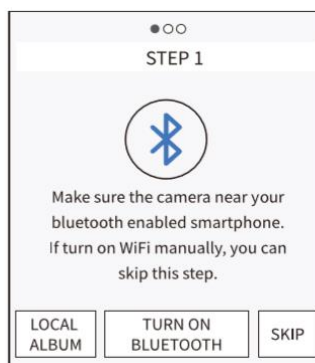 STEP 1
Make sure the camera near your
bluetooth enabled smartphone.
If turn on WiFi manually, you can
skip this step.
LOCAL
ALBUM
TURN ON
BLUETOOTH
SKIP